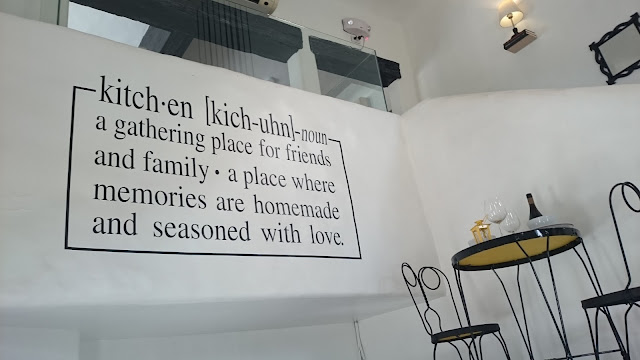 kitch·en [kich-uhn]-noun
a gathering place for friends
and family · a place where
memories are homemade
and seasoned with love.